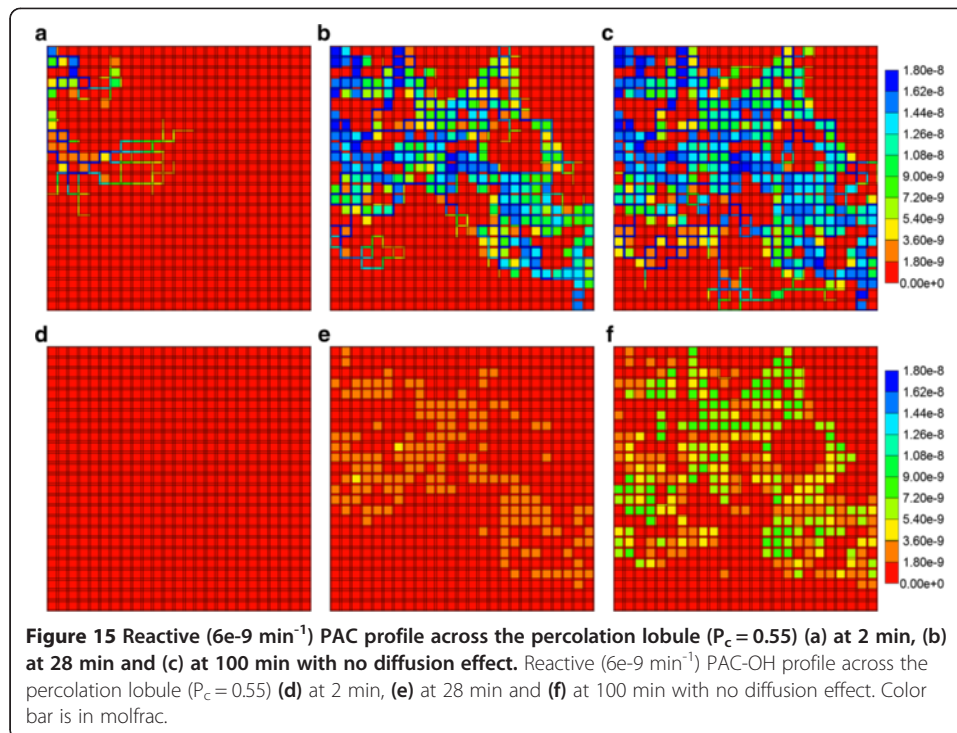 a
b
c
1.80e-8
1.62e-8
1.44e-8
1.26e-8
1.08e-8
9.00e-9
7.20e-9
5.40e-9
3.60e-9
1.80e-9
0.00e+0
d
e
f
1.80e-8
1.62e-8
1.44e-8
1.26e-8
1.08e-8
9.00e-9
7.20e-9
5.40e-9
3.60e-9
1.80e-9
0.00e+0
Figure 15 Reactive (6e-9 min⁻¹) PAC profile across the percolation lobule (P_c = 0.55) (a) at 2 min, (b)
at 28 min and (c) at 100 min with no diffusion effect. Reactive (6e-9 min⁻¹) PAC-OH profile across the
percolation lobule (P_c = 0.55) (d) at 2 min, (e) at 28 min and (f) at 100 min with no diffusion effect. Color
bar is in molfrac.